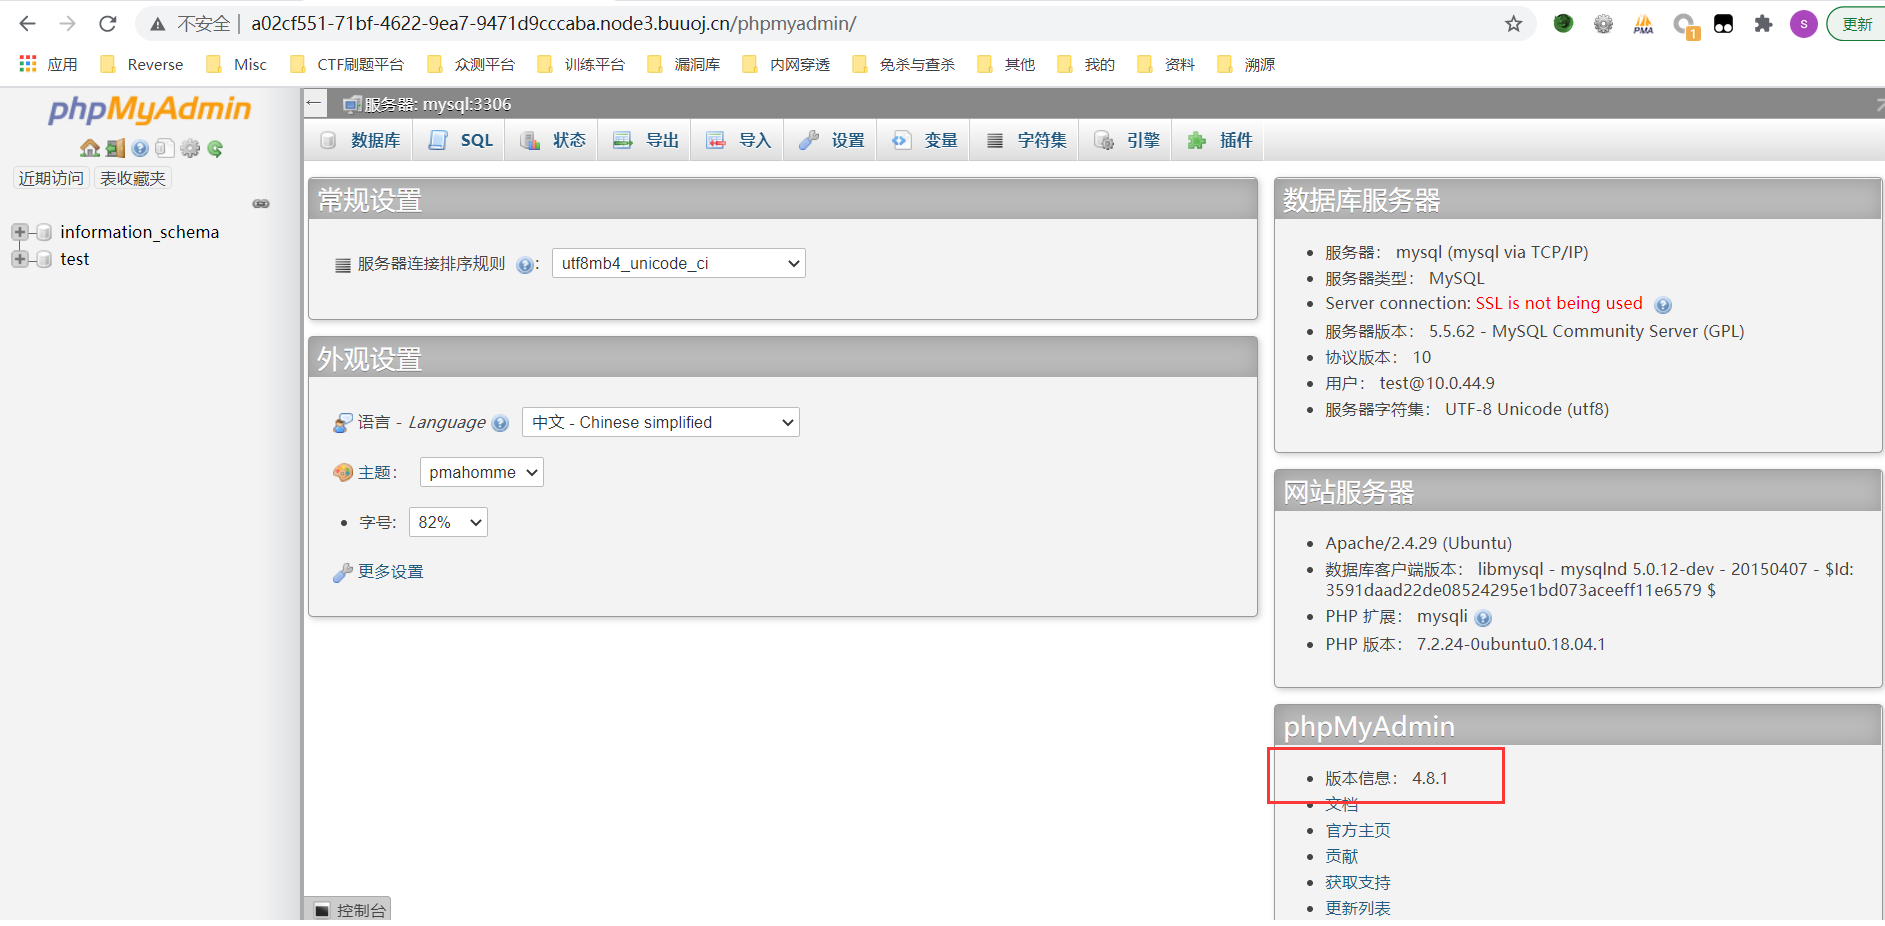 不安全 | a02cf551-71bf-4622-9ea7-9471d9cccaba.node3.buuoj.cn/phpmyadmin/
PMA
1
S
更新
应用
Reverse
Misc
CTF刷题平台
众测平台
训练平台
漏洞库
内网穿透
免杀与查杀
其他
我的
资料
溯源
phpMyAdmin
近期访问
表收藏夹
information_schema
test
服务器: mysql:3306
数据库
SQL
状态
导出
导入
设置
变量
字符集
引擎
插件
常规设置
服务器连接排序规则 :
utf8mb4_unicode_ci
外观设置
语言 - Language
中文 - Chinese simplified
主题：
pmahomme
字号:
82%
更多设置
数据库服务器
服务器： mysql (mysql via TCP/IP)
服务器类型： MySQL
Server connection: SSL is not being used
服务器版本： 5.5.62 - MySQL Community Server (GPL)
协议版本： 10
用户： test@10.0.44.9
服务器字符集： UTF-8 Unicode (utf8)
网站服务器
Apache/2.4.29 (Ubuntu)
数据库客户端版本： libmysql - mysqlnd 5.0.12-dev - 20150407 - $Id:
3591daad22de08524295e1bd073aceeff11e6579 $
PHP 扩展： mysqli
PHP 版本： 7.2.24-0ubuntu0.18.04.1
phpMyAdmin
版本信息： 4.8.1
文档
官方主页
贡献
获取支持
更新列表
控制台